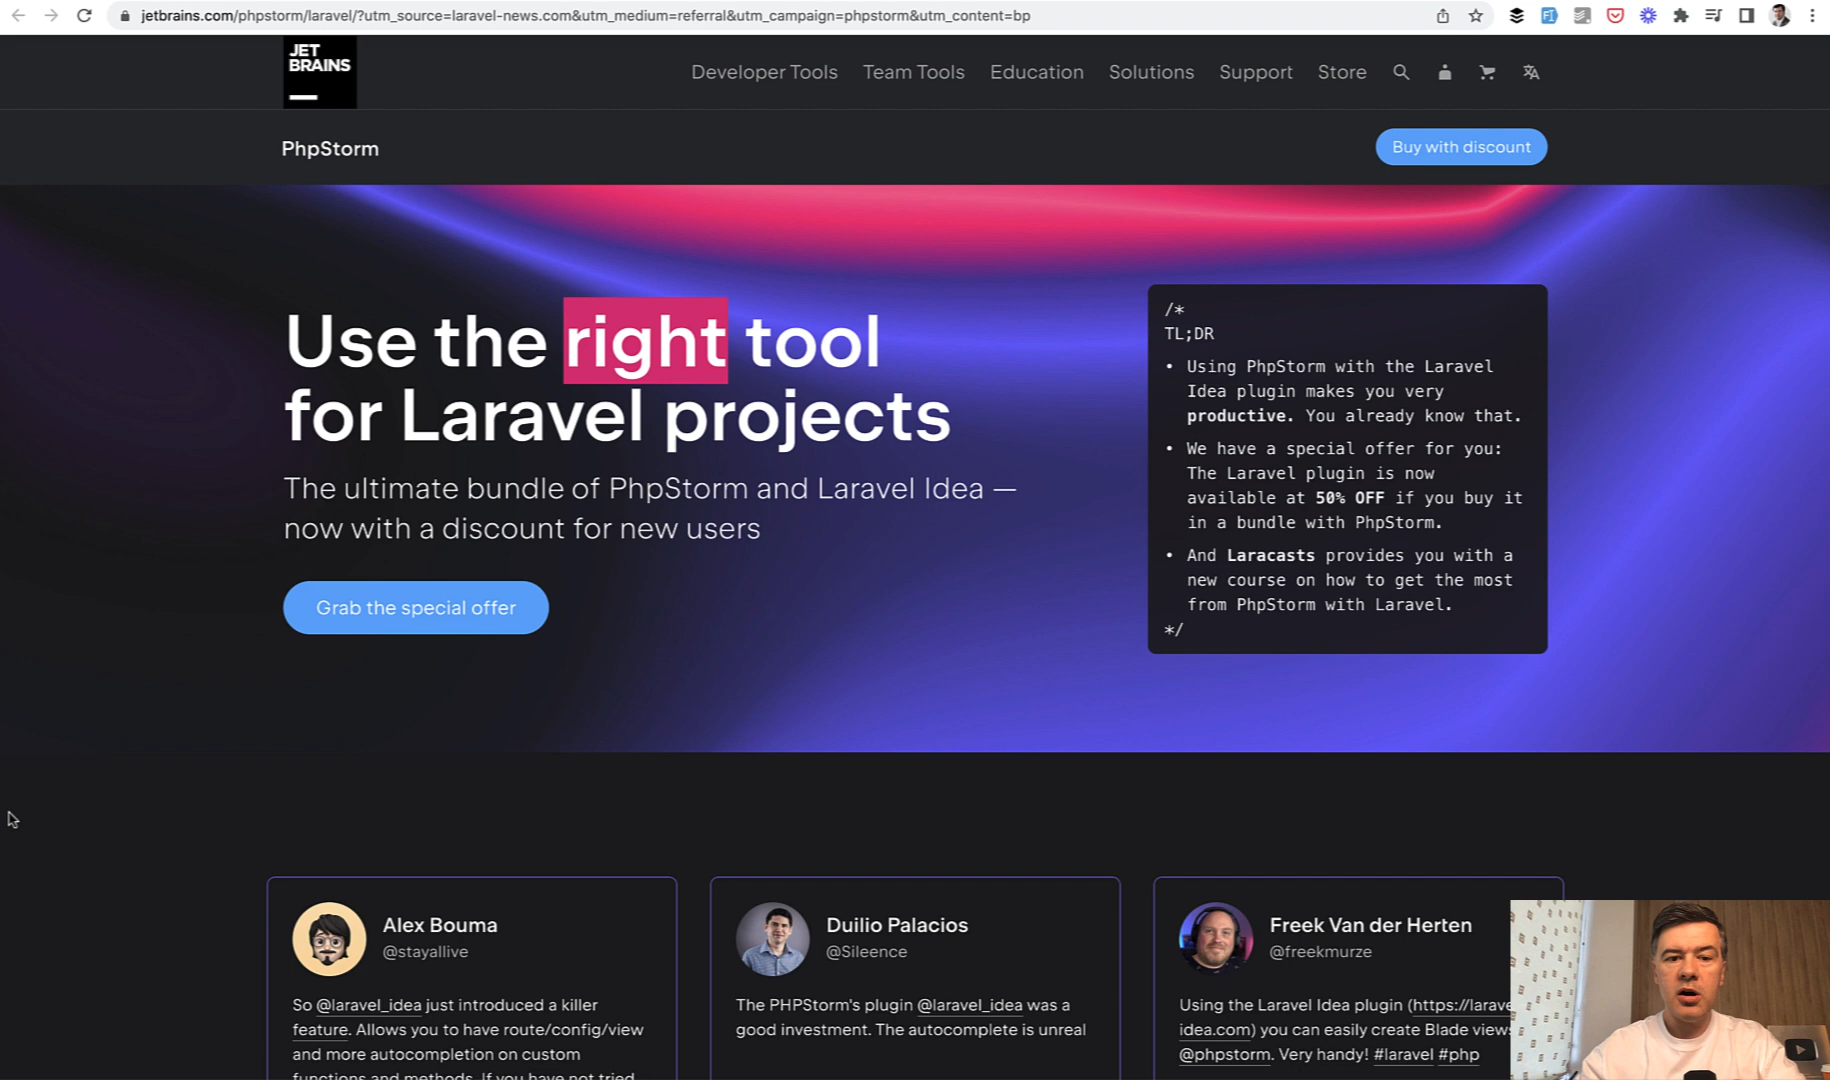 jetbrains.com/phpstorm/laravel/?utm_source=laravel-news.com&utm_medium=referral&utm_campaign=phpstorm&utm_content=bp
JET
BRAINS
Developer Tools
Team Tools
Education
Solutions
Support
Store
PhpStorm
Buy with discount
Use the right tool
for Laravel projects
The ultimate bundle of PhpStorm and Laravel Idea —
now with a discount for new users
Grab the special offer
/*
TL;DR
• Using PhpStorm with the Laravel
Idea plugin makes you very
productive. You already know that.
• We have a special offer for you:
The Laravel plugin is now
available at 50% OFF if you buy it
in a bundle with PhpStorm.
• And Laracasts provides you with a
new course on how to get the most
from PhpStorm with Laravel.
*/
Alex Bouma
@stayallive
So @laravel_idea just introduced a killer
feature. Allows you to have route/config/view
and more autocompletion on custom
functions and methods. If you have not tried
Duilio Palacios
@Sileence
The PHPStorm's plugin @laravel_idea was a
good investment. The autocomplete is unreal
Freek Van der Herten
@freekmurze
Using the Laravel Idea plugin (https://larave
idea.com) you can easily create Blade views
@phpstorm. Very handy! #laravel #php